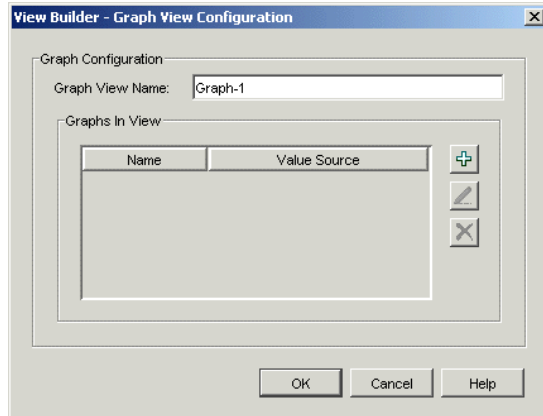 View Builder - Graph View Configuration
Graph Configuration
Graph View Name: Graph-1
Graphs In View
Name Value Source
OK Cancel Help